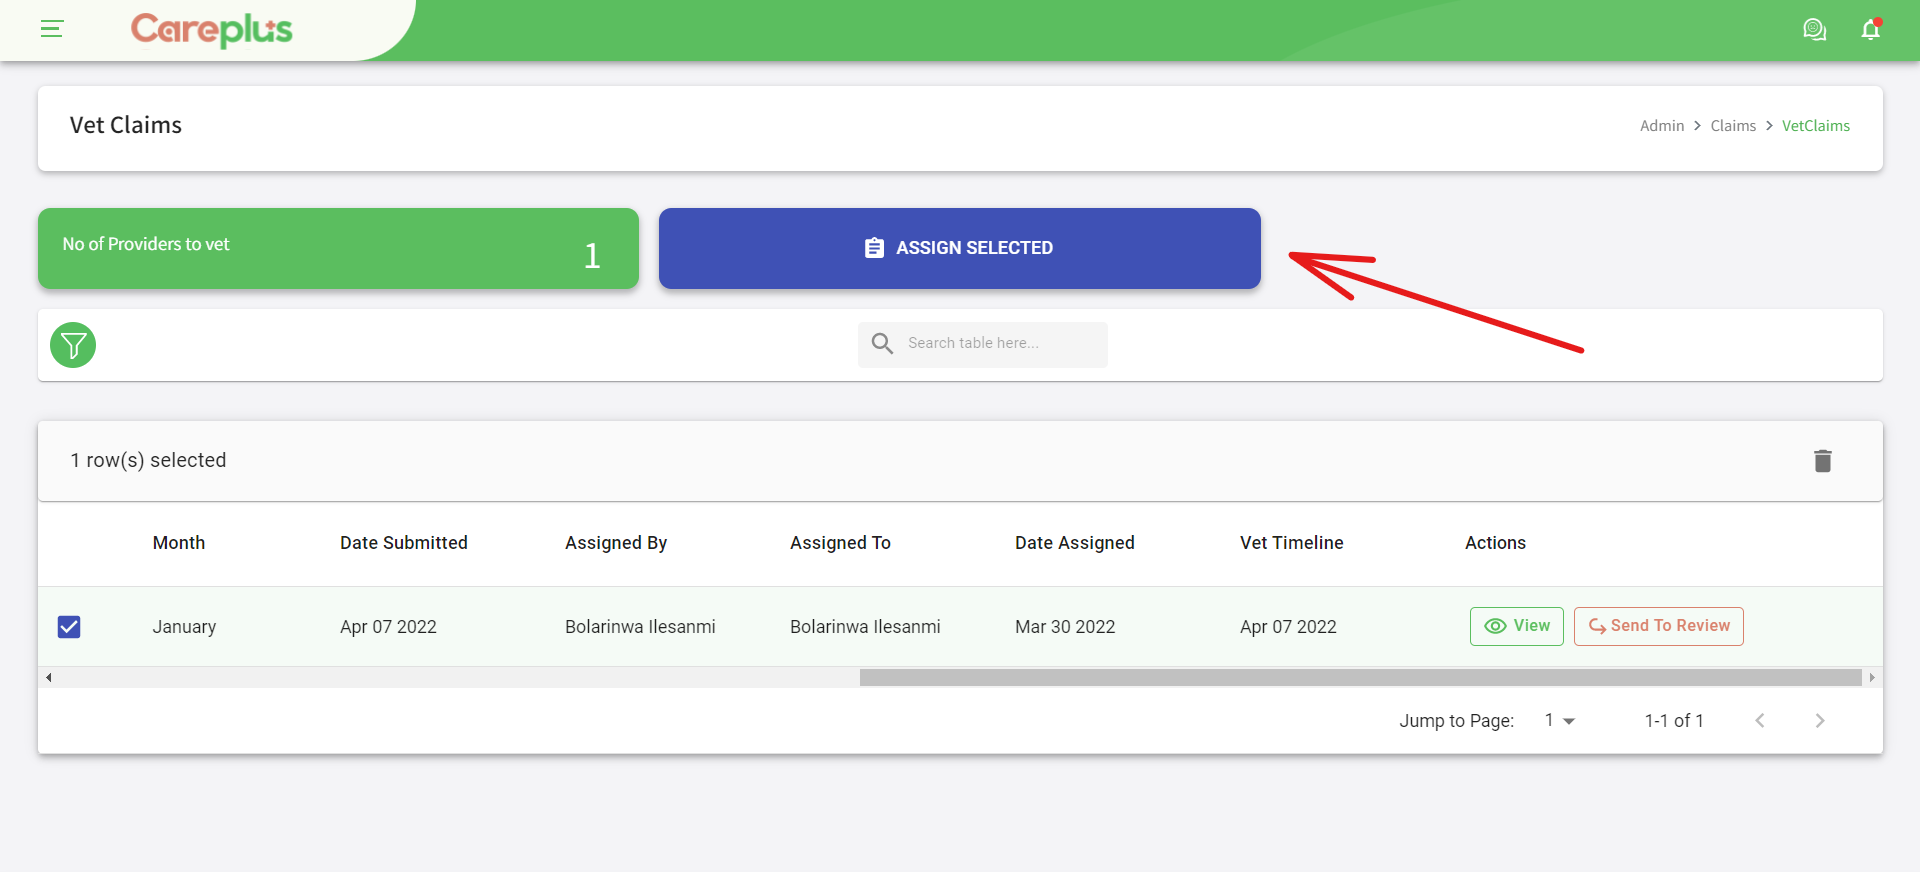 Careplus
Vet Claims
Admin > Claims > VetClaims
No of Providers to vet
1
ASSIGN SELECTED
Search table here...
1 row(s) selected
Month Date Submitted Assigned By Assigned To Date Assigned Vet Timeline Actions
January Apr 07 2022 Bolarinwa Ilesanmi Bolarinwa Ilesanmi Mar 30 2022 Apr 07 2022 View Send To Review
Jump to Page: 1 1-1 of 1